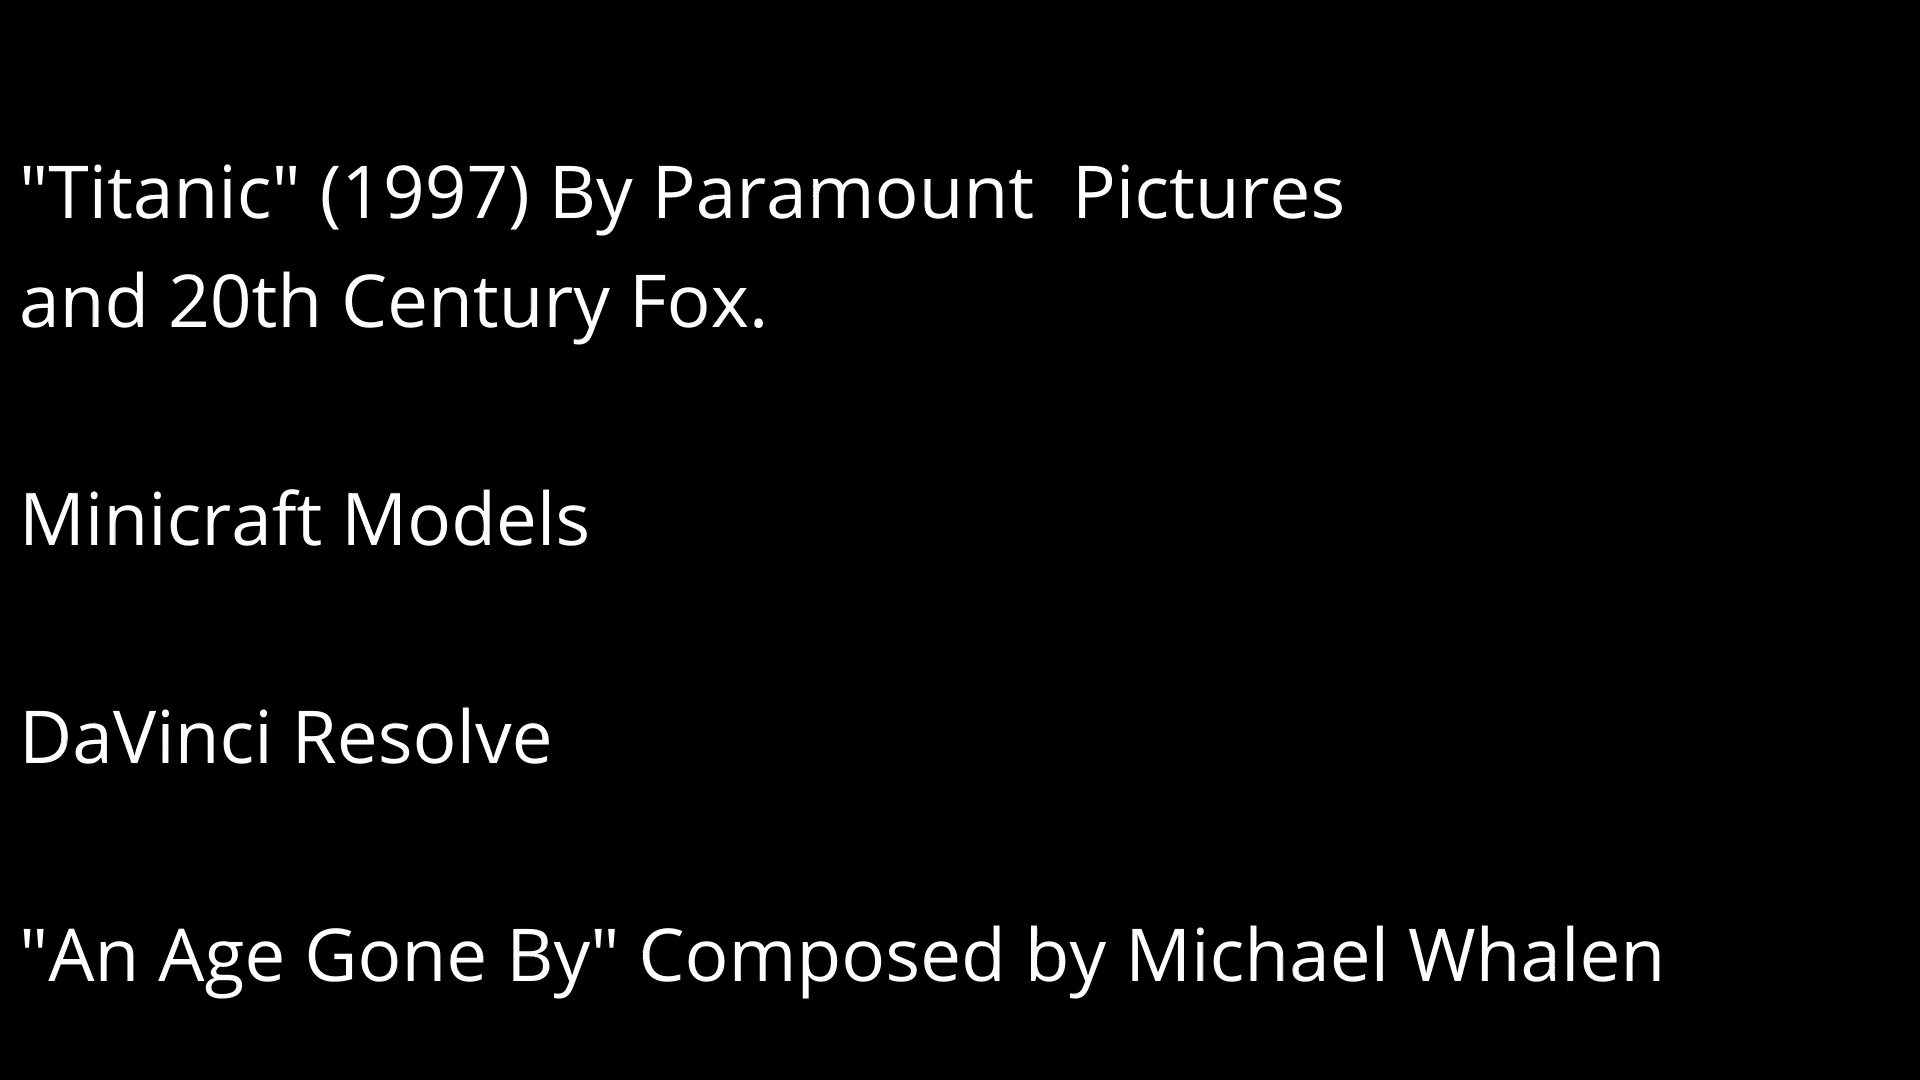 "Titanic" (1997) By Paramount  Pictures
and 20th Century Fox.
Minicraft Models
DaVinci Resolve
"An Age Gone By" Composed by Michael Whalen